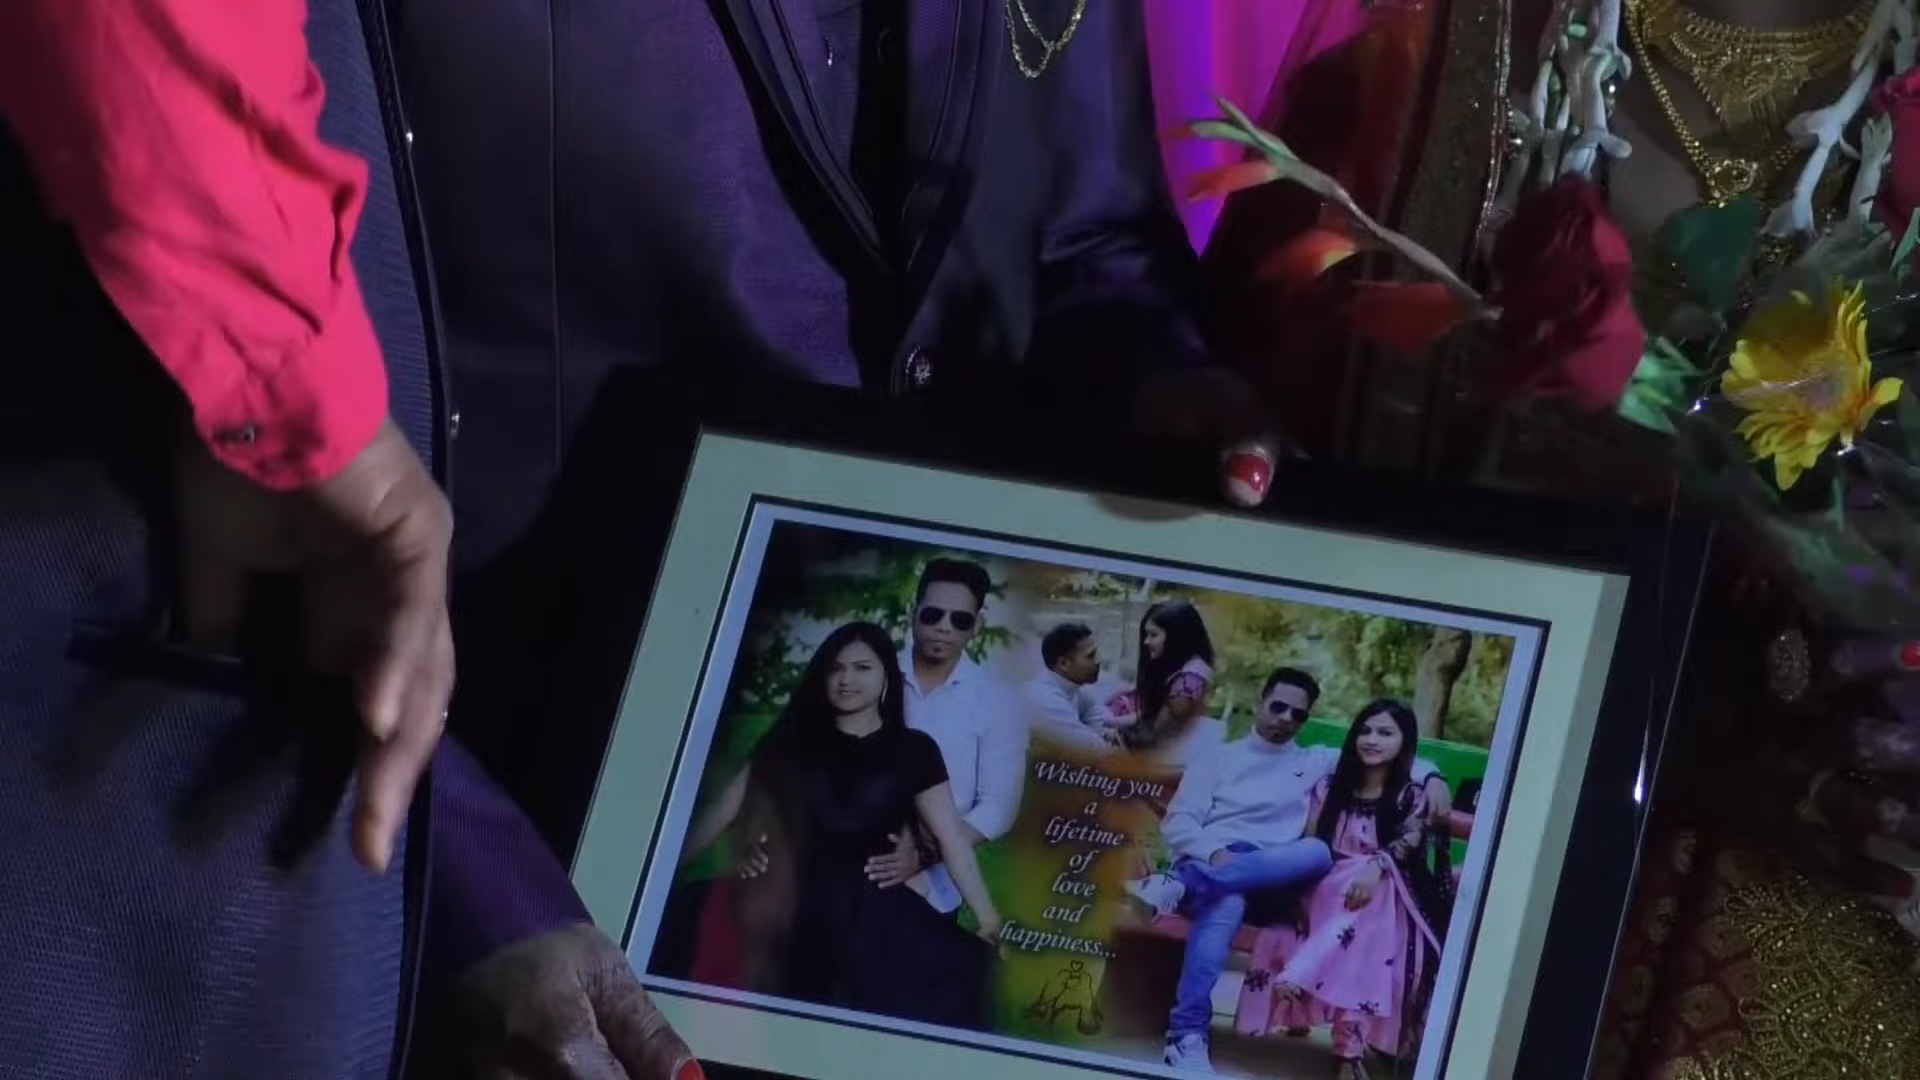 Wishing you
a
lifetime
of
love
and
happiness...